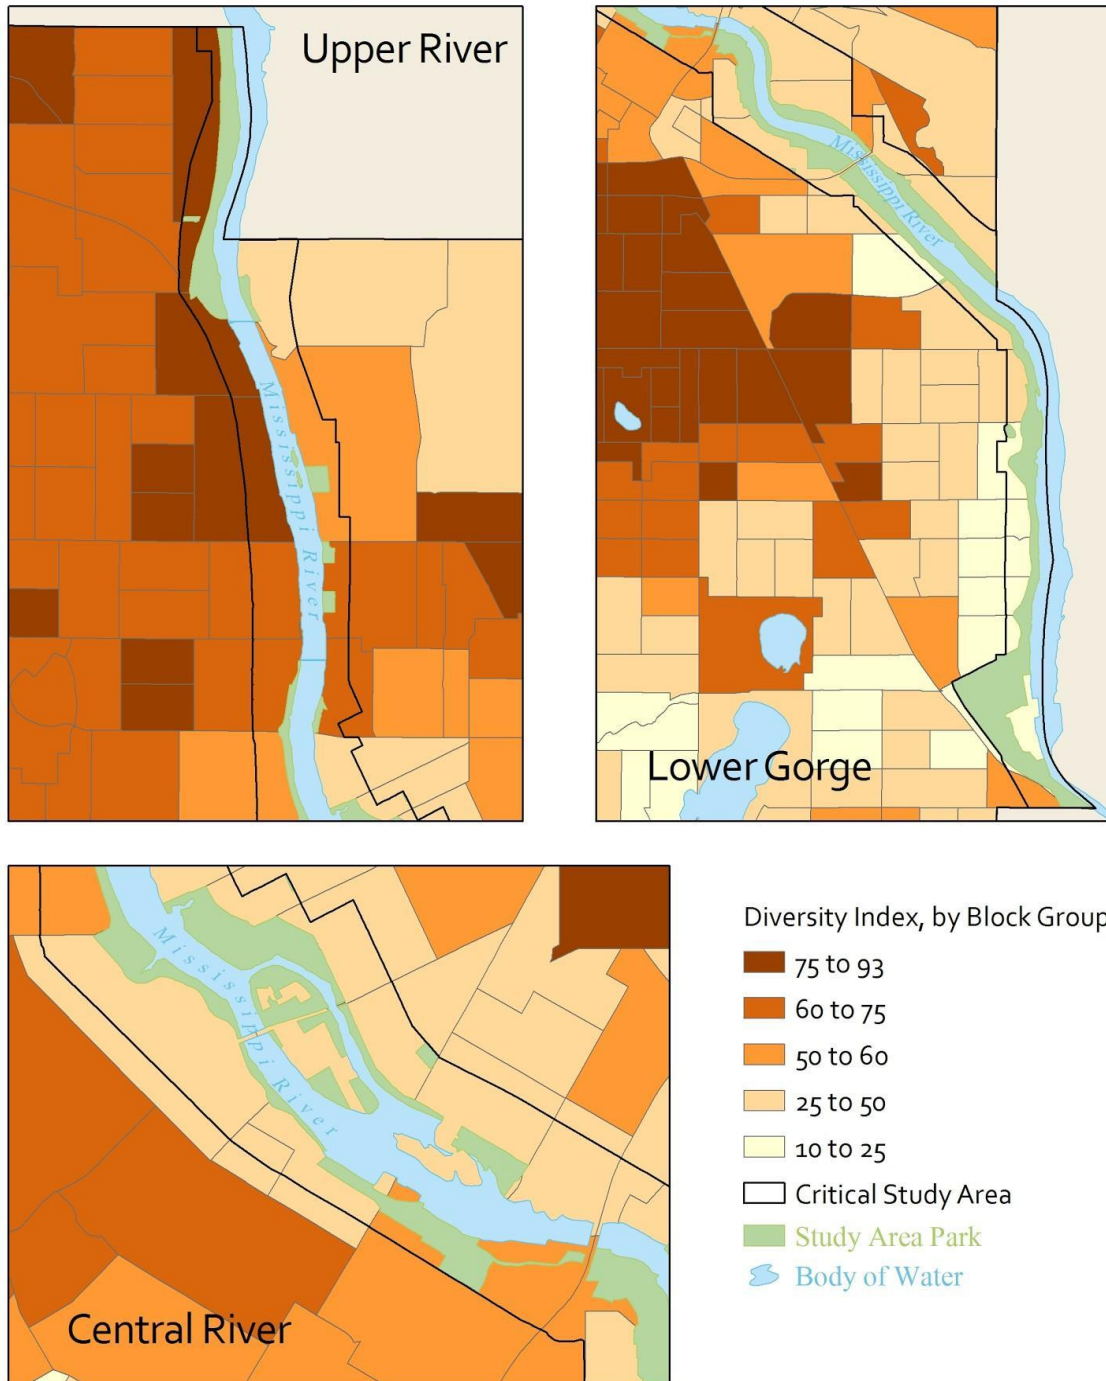 Upper River
Mississippi River
Mississippi River
Lower Gorge
Mississippi River
Central River
Diversity Index, by Block Group
75 to 93
60 to 75
50 to 60
25 to 50
10 to 25
Critical Study Area
Study Area Park
Body of Water